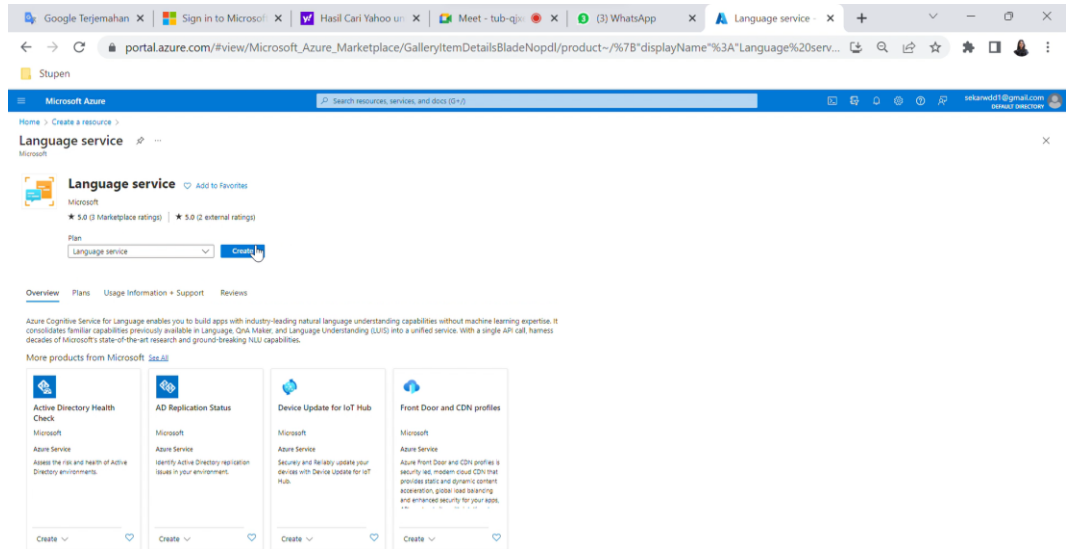 Google Terjemahan
Sign in to Microsof
Hasil Cari Yahoo un
Meet - tub-qjx
(3) WhatsApp
Language service -
portal.azure.com/#view/Microsoft_Azure_Marketplace/GalleryItemDetailsBladeNopdl/product~/%7B"displayName"%3A"Language%20serv...
Stupen
Microsoft Azure
Search resources, services, and docs (G+/)
sekarwdd1@gmail.com
DEFAULT DIRECTORY
Home > Create a resource >
Language service
Microsoft
Language service
Add to Favorites
Microsoft
★ 5.0 (3 Marketplace ratings) | ★ 5.0 (2 external ratings)
Plan
Language service
Create
Overview Plans Usage Information + Support Reviews
Azure Cognitive Service for Language enables you to build apps with industry-leading natural language understanding capabilities without machine learning expertise. It
consolidates familiar capabilities previously available in Language, QnA Maker, and Language Understanding (LUIS) into a unified service. With a single API call, harness
decades of Microsoft's state-of-the-art research and ground-breaking NLU capabilities.
More products from Microsoft See All
Active Directory Health
Check
Microsoft
Azure Service
Assess the risk and health of Active
Directory environments.
Create
AD Replication Status
Microsoft
Azure Service
Identify Active Directory replication
issues in your environment.
Create
Device Update for IoT Hub
Microsoft
Azure Service
Securely and Reliably update your
devices with Device Update for IoT
Hub.
Create
Front Door and CDN profiles
Microsoft
Azure Service
Azure Front Door and CDN profiles is
security led, modern cloud CDN that
provides static and dynamic content
acceleration, global load balancing
and enhanced security for your apps,
Create